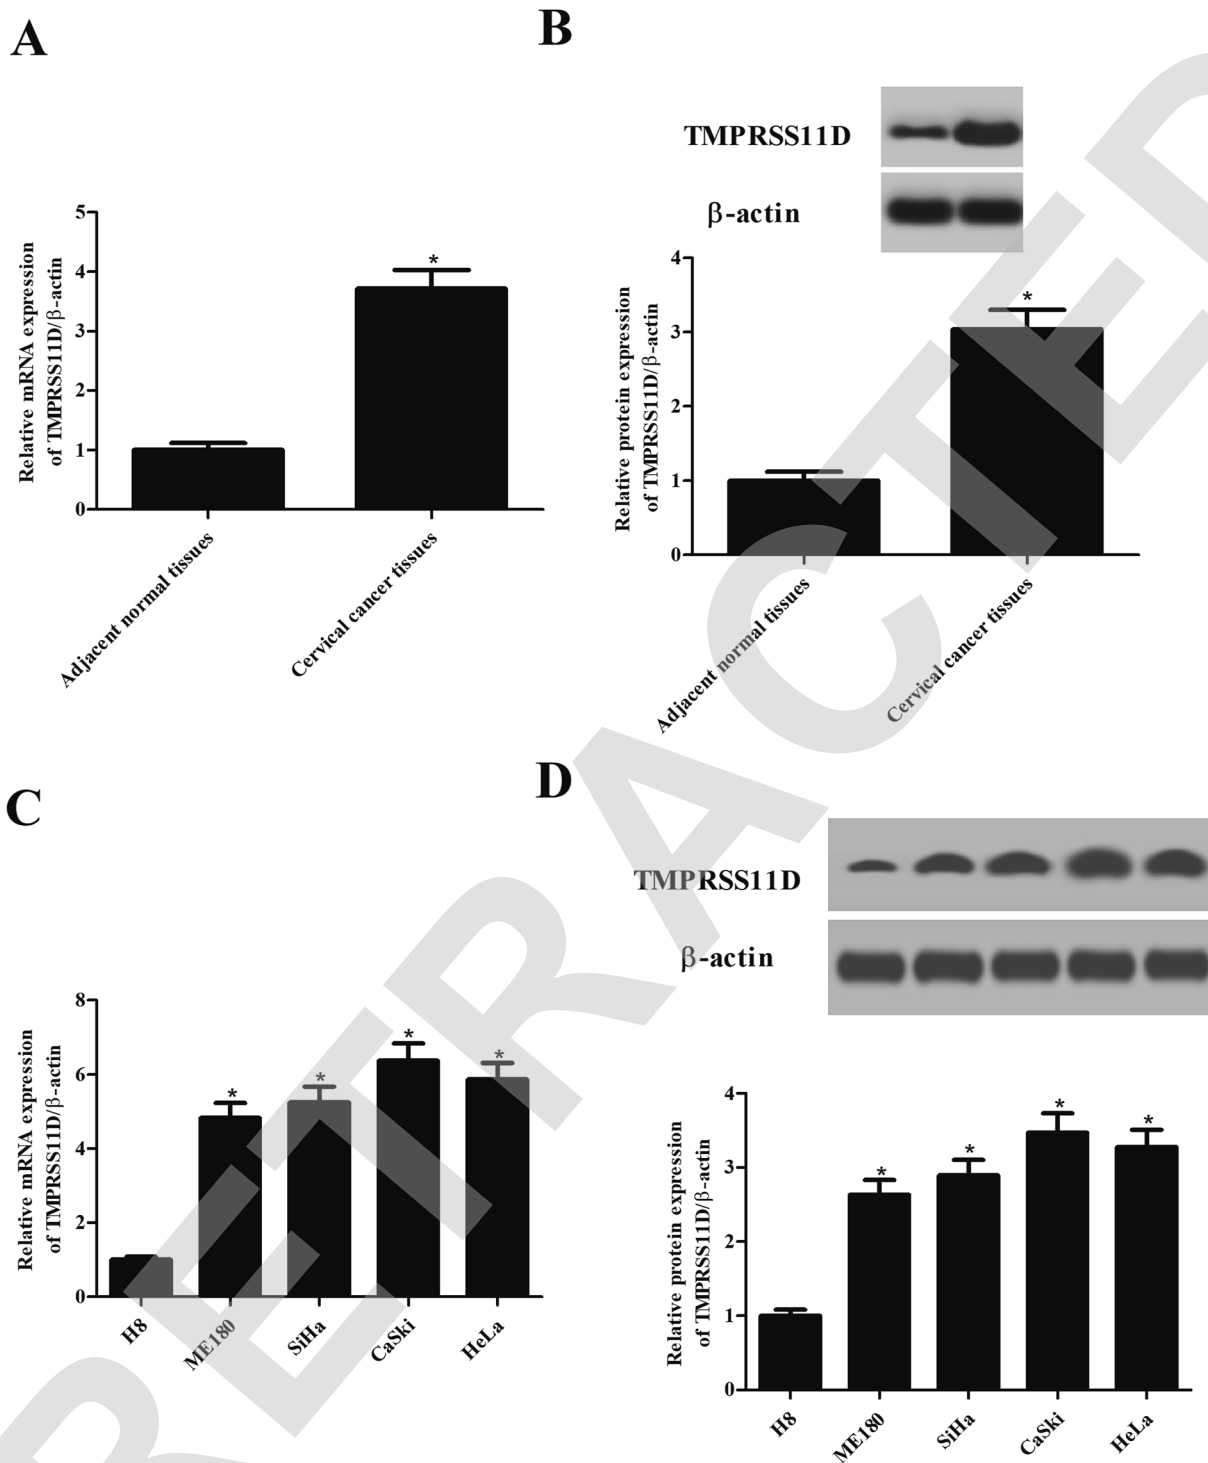 A
Relative mRNA expression
of TMPRSS11D/β-actin
5
4
3
2
1
0
*
Adjacent normal tissues
Cervical cancer tissues
B
TMPRSS11D
β-actin
Relative protein expression
of TMPRSS11D/β-actin
4
3
2
1
0
*
Adjacent normal tissues
Cervical cancer tissues
C
Relative mRNA expression
of TMPRSS11D/β-actin
8
6
4
2
0
* * * *
H8 ME180 SiHa CaSki HeLa
D
TMPRSS11D
β-actin
Relative protein expression
of TMPRSS11D/β-actin
4
3
2
1
0
* * * *
H8 ME180 SiHa CaSki HeLa
RETRACTED